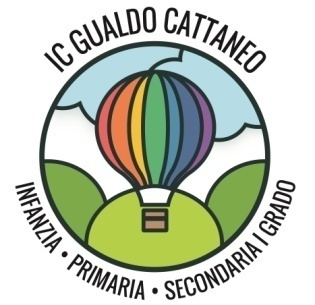 IC GUALDO CATTANEO
INFANZIA • PRIMARIA • SECONDARIA I GRADO